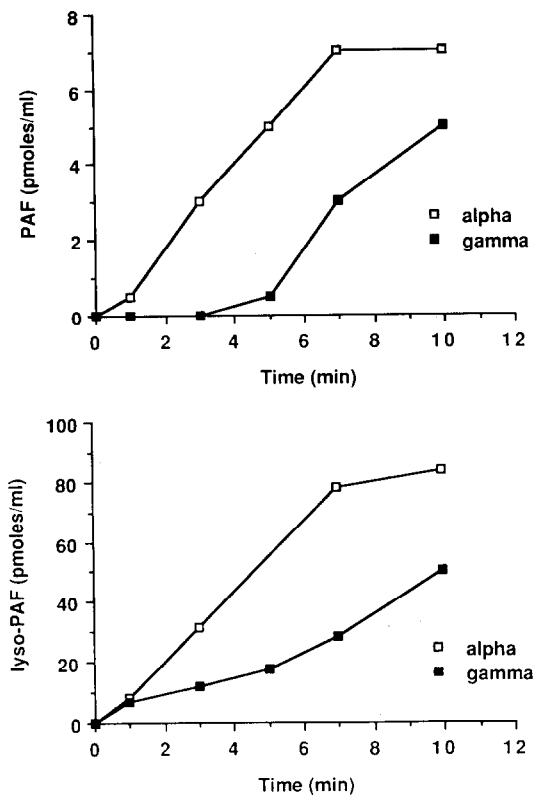 8
6
4
2
0
PAF (pmoles/ml)
alpha
gamma
0 2 4 6 8 10 12
Time (min)
100
80
60
40
20
0
lyso-PAF (pmoles/ml)
alpha
gamma
0 2 4 6 8 10 12
Time (min)